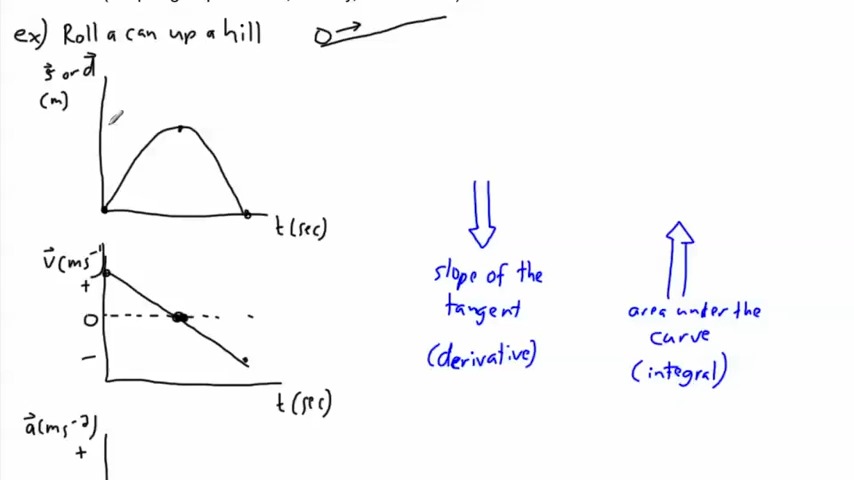 ex) Roll a can up a hill
s⃗ or d⃗
(m)
t (sec)
v⃗ (ms⁻¹)
+
0
−
t (sec)
a⃗ (ms⁻²)
+
slope of the
tangent
(derivative)
area under the
curve
(integral)